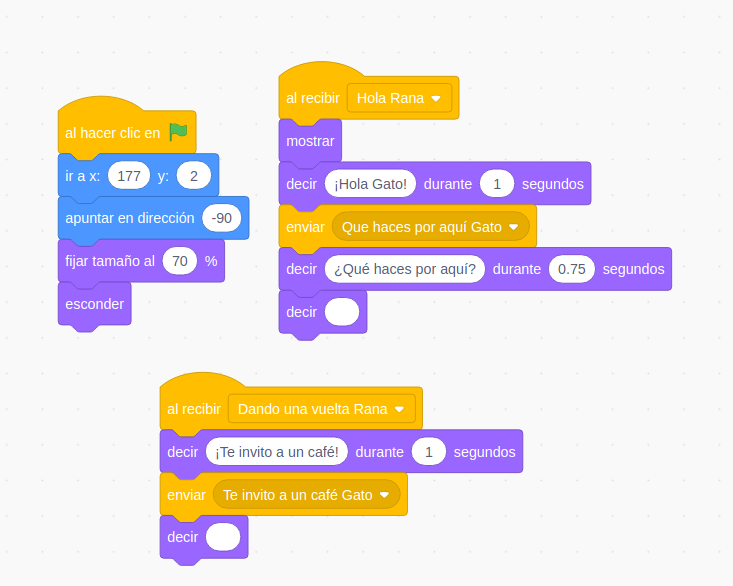 al hacer clic en
ir a x: 177 y: 2
apuntar en dirección -90
fijar tamaño al 70 %
esconder
al recibir Hola Rana
mostrar
decir ¡Hola Gato! durante 1 segundos
enviar Que haces por aquí Gato
decir ¿Qué haces por aquí? durante 0.75 segundos
decir
al recibir Dando una vuelta Rana
decir ¡Te invito a un café! durante 1 segundos
enviar Te invito a un café Gato
decir